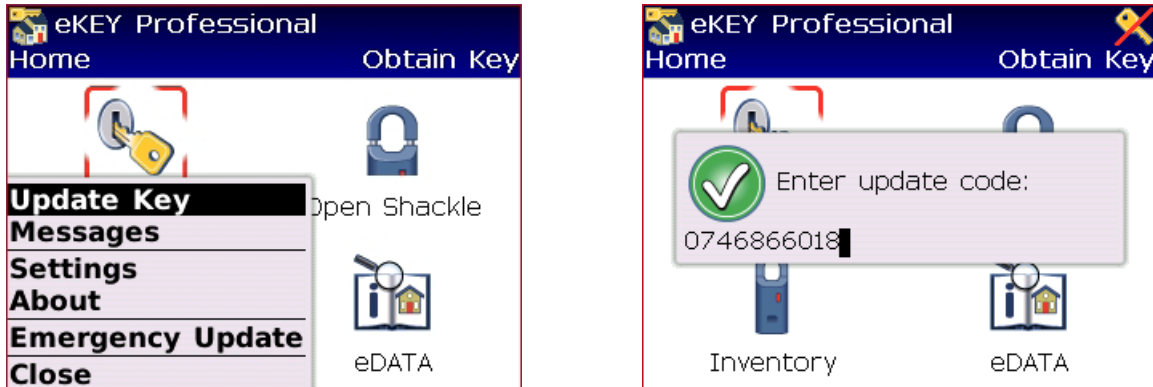 eKEY Professional
Home Obtain Key
Open Shackle
Update Key
Messages
Settings
About
Emergency Update
Close
eDATA
eKEY Professional
Home Obtain Key
Enter update code:
0746866018
Inventory eDATA